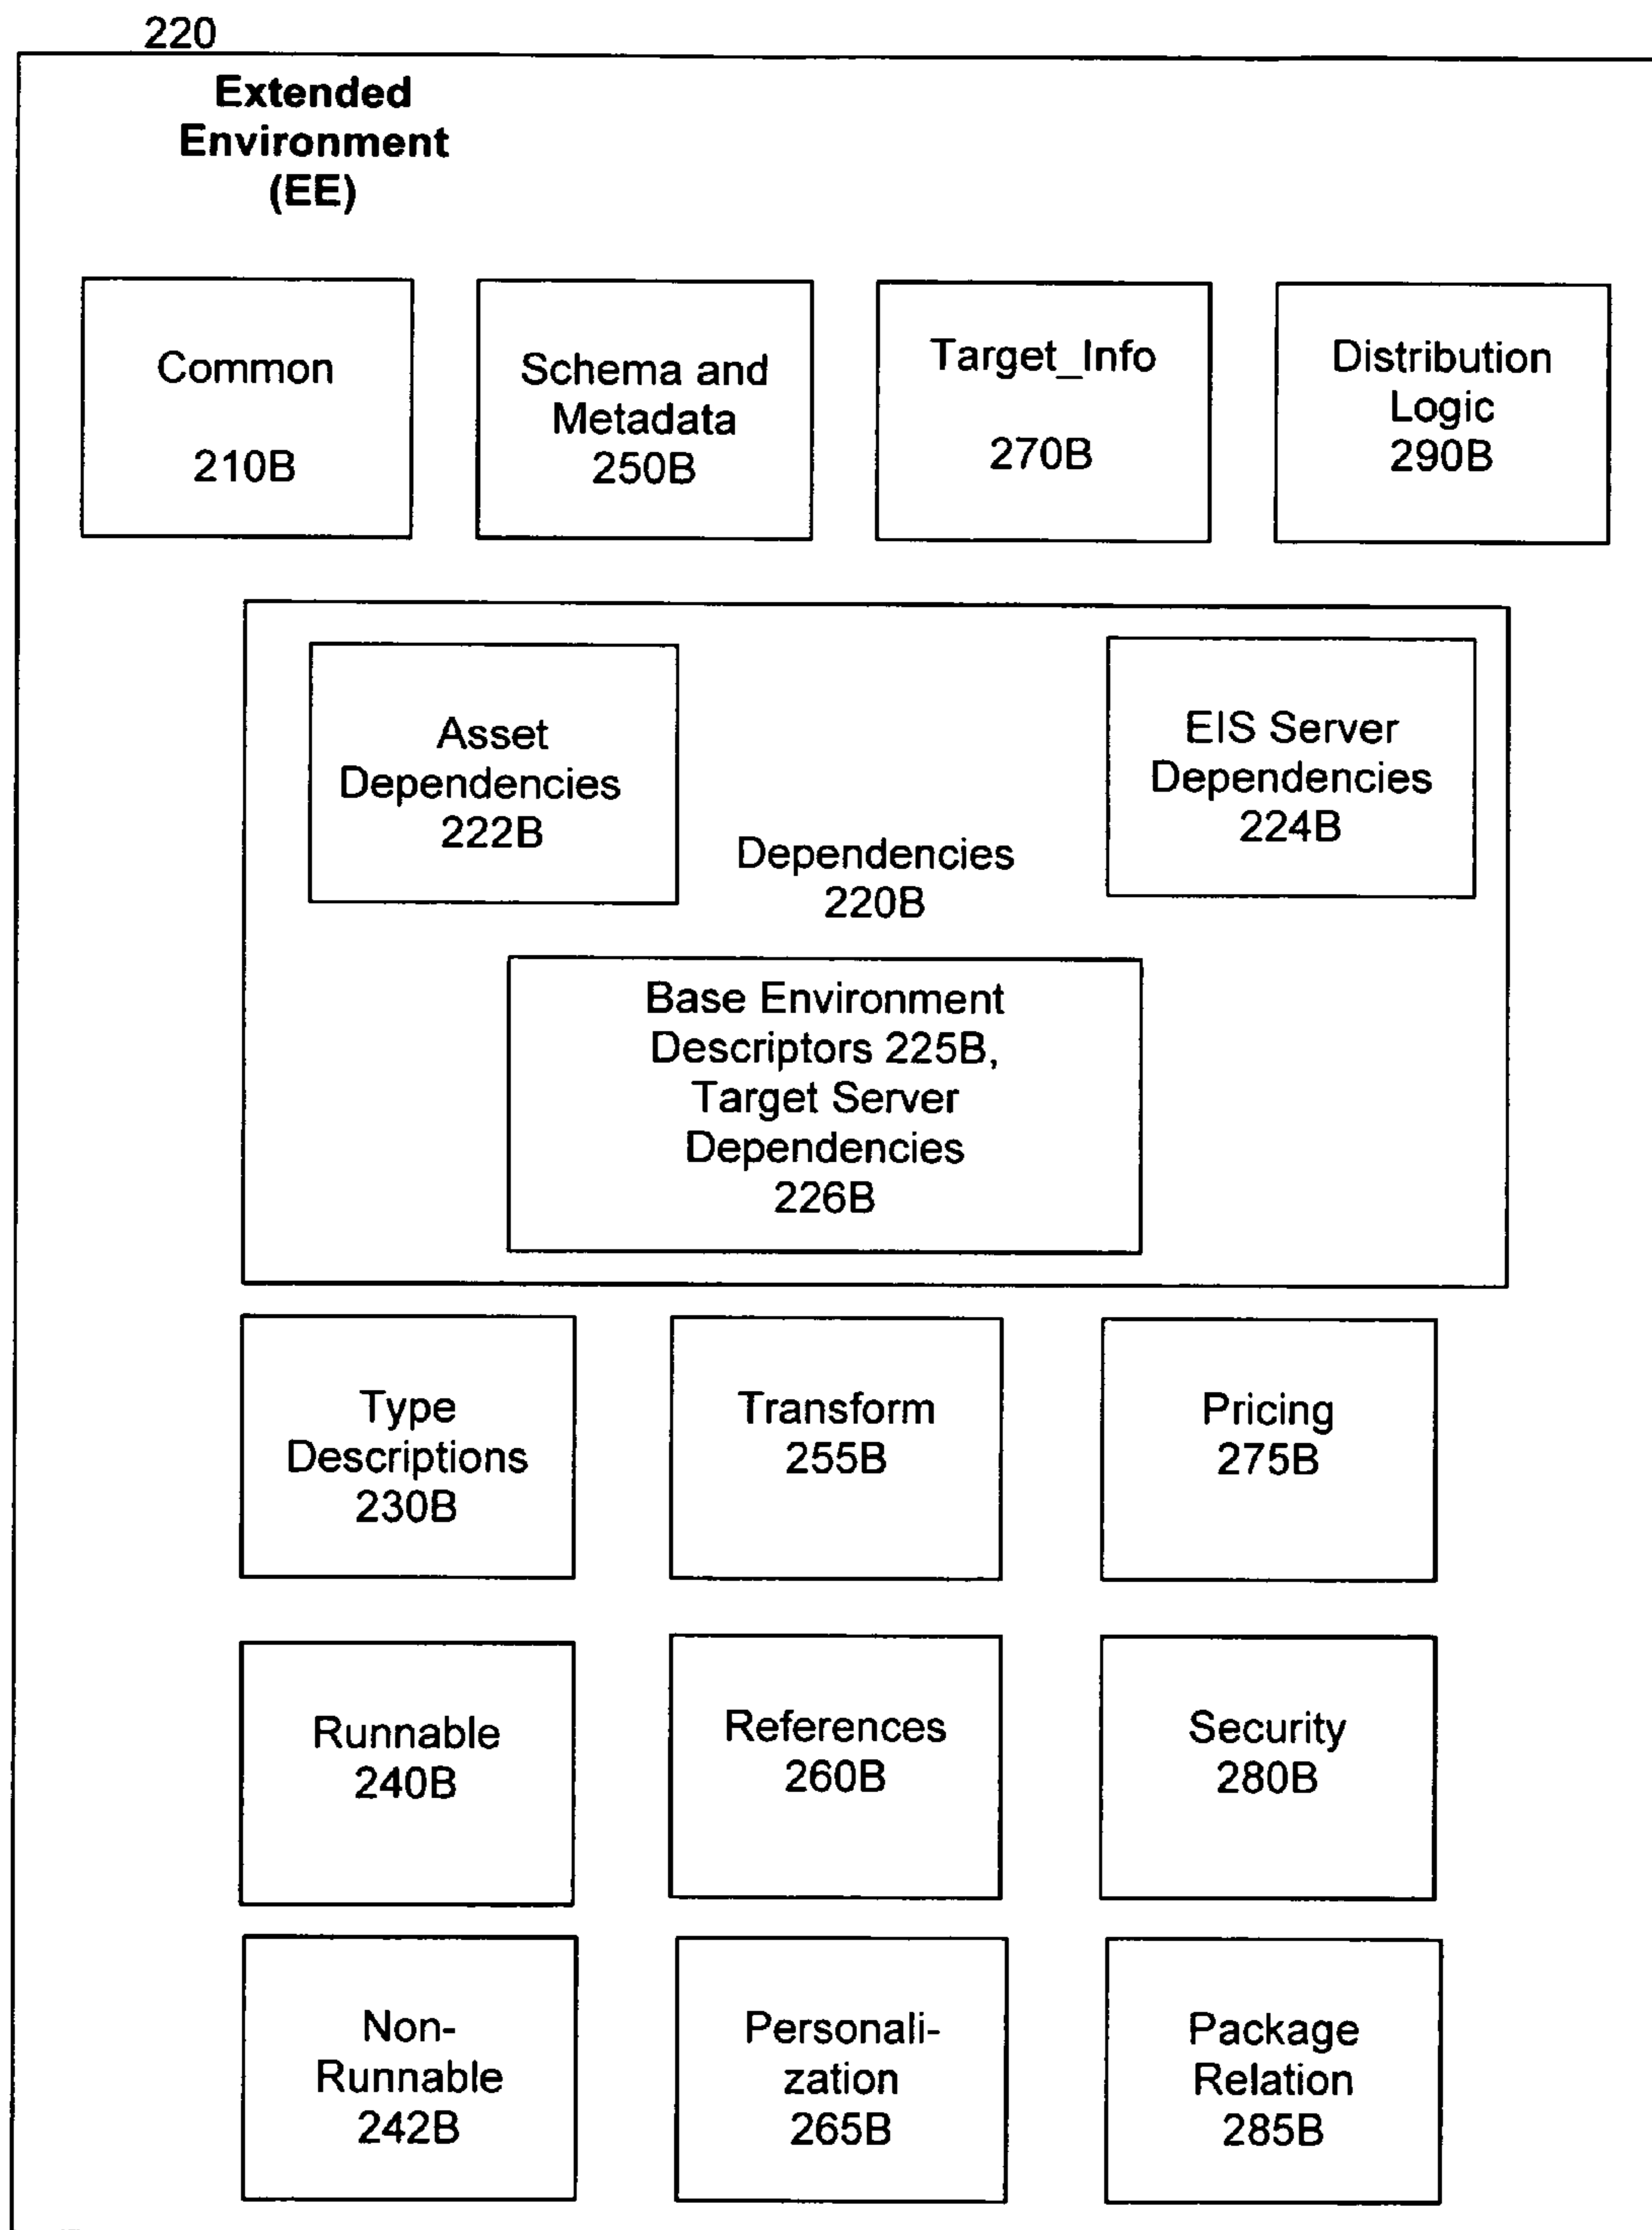 220
Extended
Environment
(EE)
Common
210B
Schema and
Metadata
250B
Target_Info
270B
Distribution
Logic
290B
Asset
Dependencies
222B
EIS Server
Dependencies
224B
Dependencies
220B
Base Environment
Descriptors 225B,
Target Server
Dependencies
226B
Type
Descriptions
230B
Transform
255B
Pricing
275B
Runnable
240B
References
260B
Security
280B
Non-
Runnable
242B
Personali-
zation
265B
Package
Relation
285B